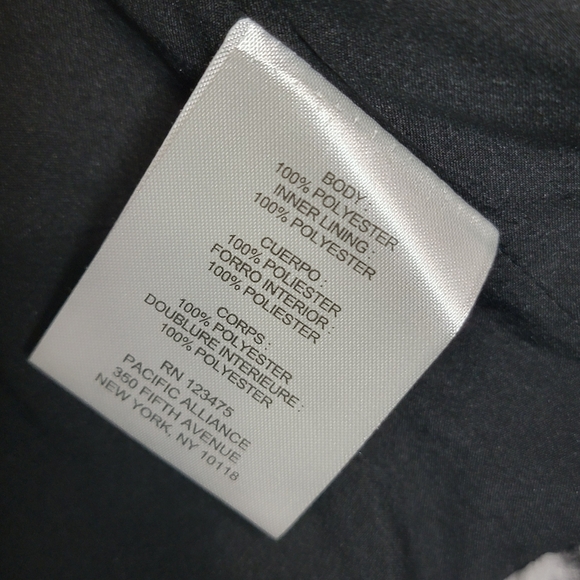 BODY :
100% POLYESTER
INNER LINING :
100% POLYESTER
CUERPO :
100% POLIESTER
FORRO INTERIOR :
100% POLIESTER
CORPS :
100% POLYESTER
DOUBLURE INTERIEURE :
100% POLYESTER
RN 123475
PACIFIC ALLIANCE
350 FIFTH AVENUE
NEW YORK, NY 10118